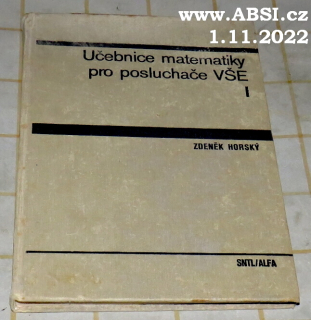 www.ABSI.cz
1.11.2022
Učebnice matematiky
pro posluchače VŠE
I
ZDENĚK HORSKÝ
SNTL/ALFA